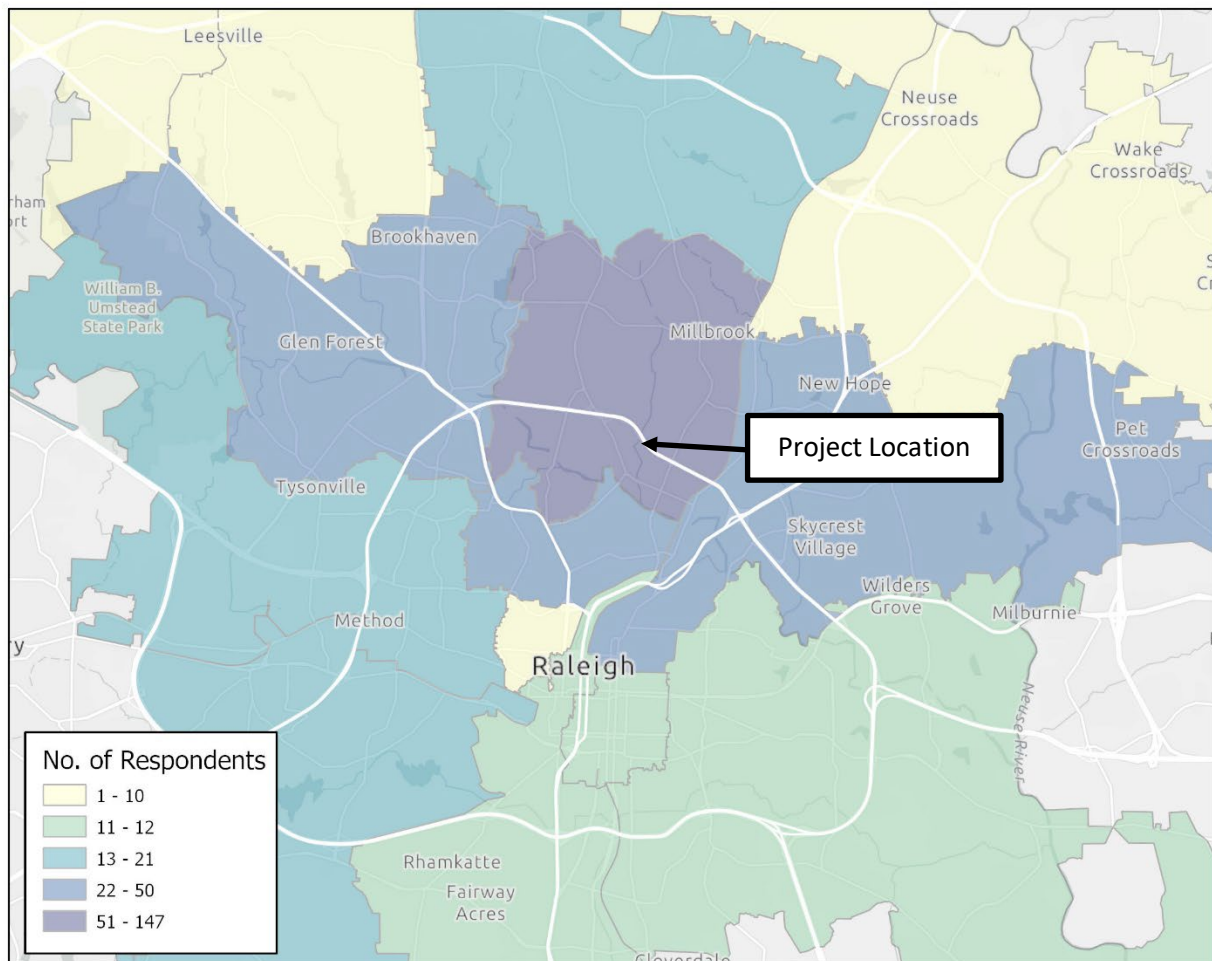 Leesville
Neuse
Crossroads
Wake
Crossroads
Brookhaven
William B.
Umstead
State Park
Glen Forest
Millbrook
New Hope
Pet
Crossroads
Project Location
Tysonville
Skycrest
Village
Wilders
Grove
Milburnie
Method
Raleigh
Neuse River
No. of Respondents
1 - 10
11 - 12
13 - 21
22 - 50
51 - 147
Rhamkatte
Fairway
Acres
Cloverdale